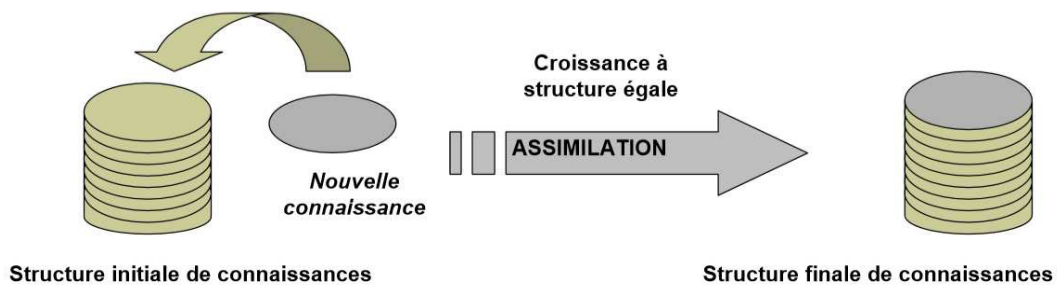 Croissance à
structure égale
ASSIMILATION
Nouvelle
connaissance
Structure initiale de connaissances
Structure finale de connaissances